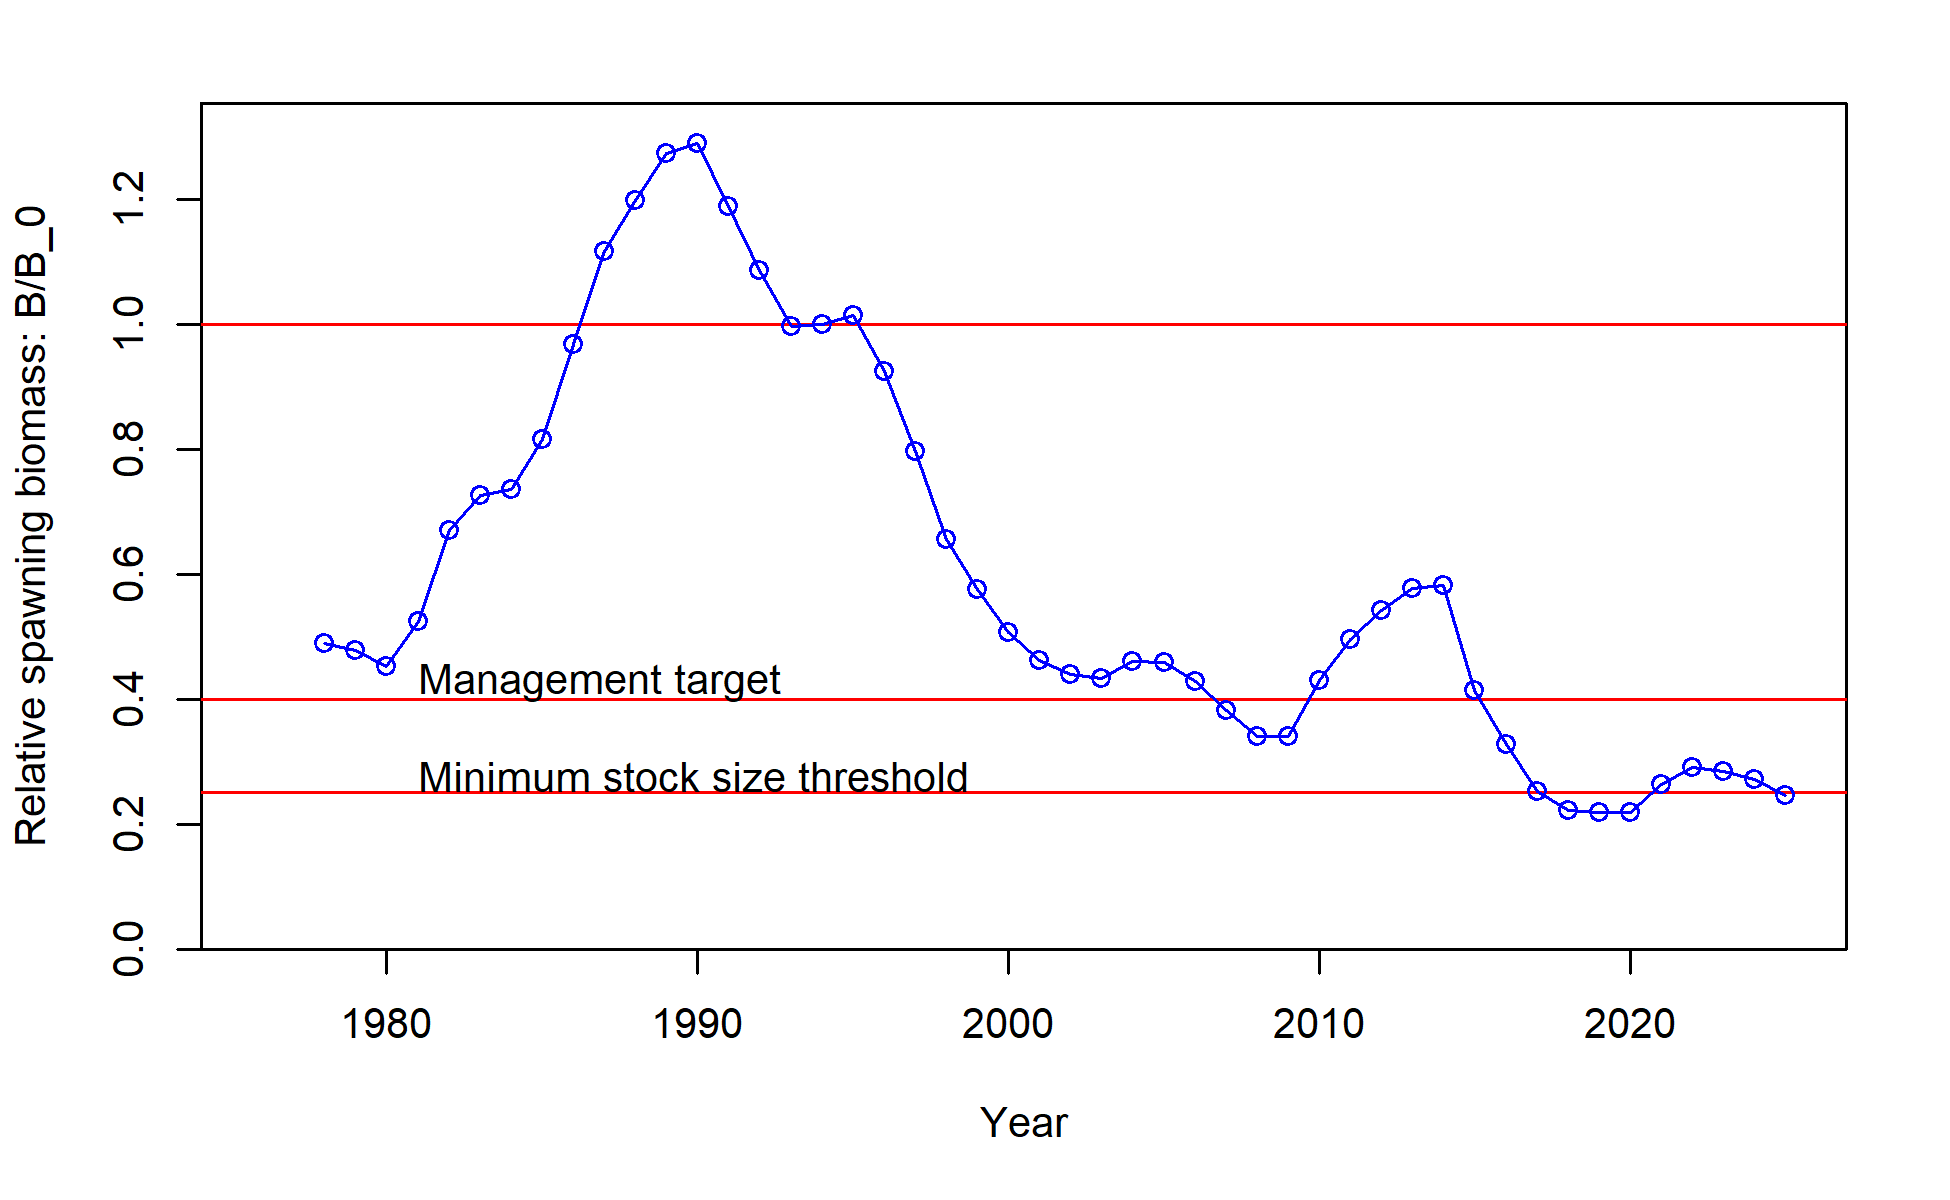 Relative spawning biomass: B/B_0
1.2
1.0
0.8
0.6
0.4
0.2
0.0
Management target
Minimum stock size threshold
1980 1990 2000 2010 2020
Year